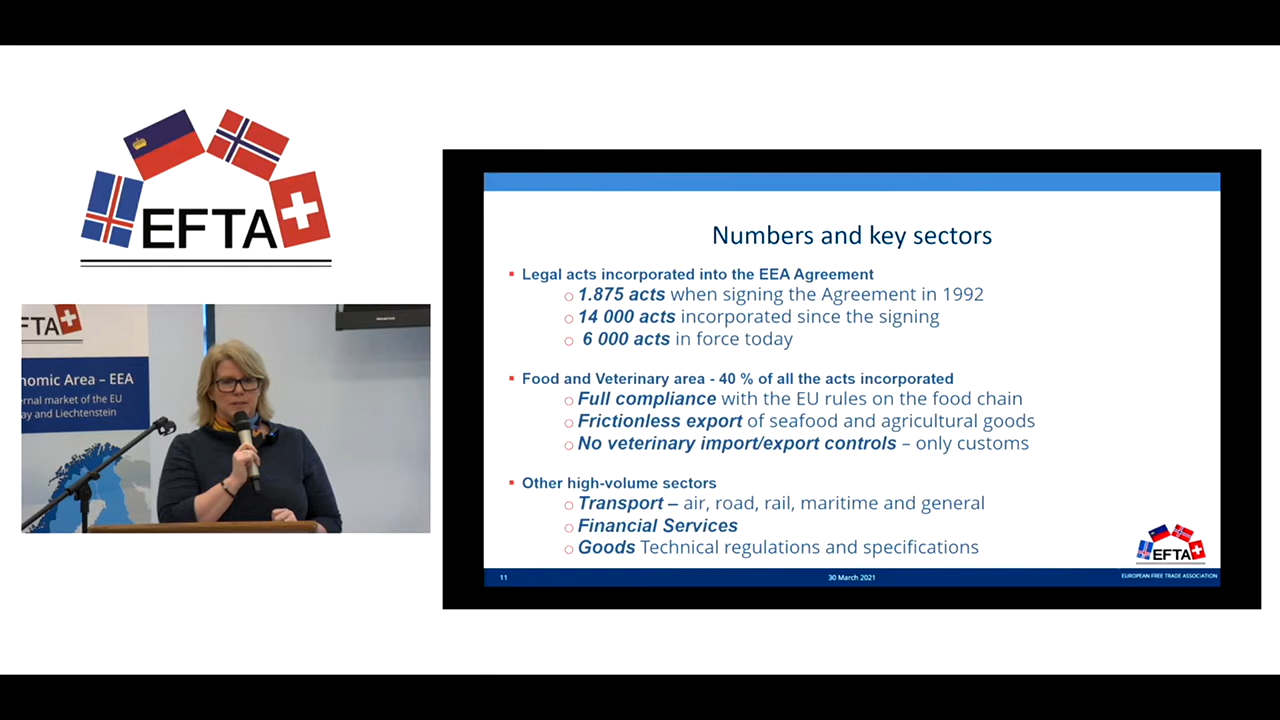 EFTA
FTA
nomic Area – EEA
rnal market of the EU
ay and Liechtenstein
Numbers and key sectors
▪ Legal acts incorporated into the EEA Agreement
○ 1.875 acts when signing the Agreement in 1992
○ 14 000 acts incorporated since the signing
○ 6 000 acts in force today
▪ Food and Veterinary area - 40 % of all the acts incorporated
○ Full compliance with the EU rules on the food chain
○ Frictionless export of seafood and agricultural goods
○ No veterinary import/export controls – only customs
▪ Other high-volume sectors
○ Transport – air, road, rail, maritime and general
○ Financial Services
○ Goods Technical regulations and specifications
EFTA
11
30 March 2021
EUROPEAN FREE TRADE ASSOCIATION